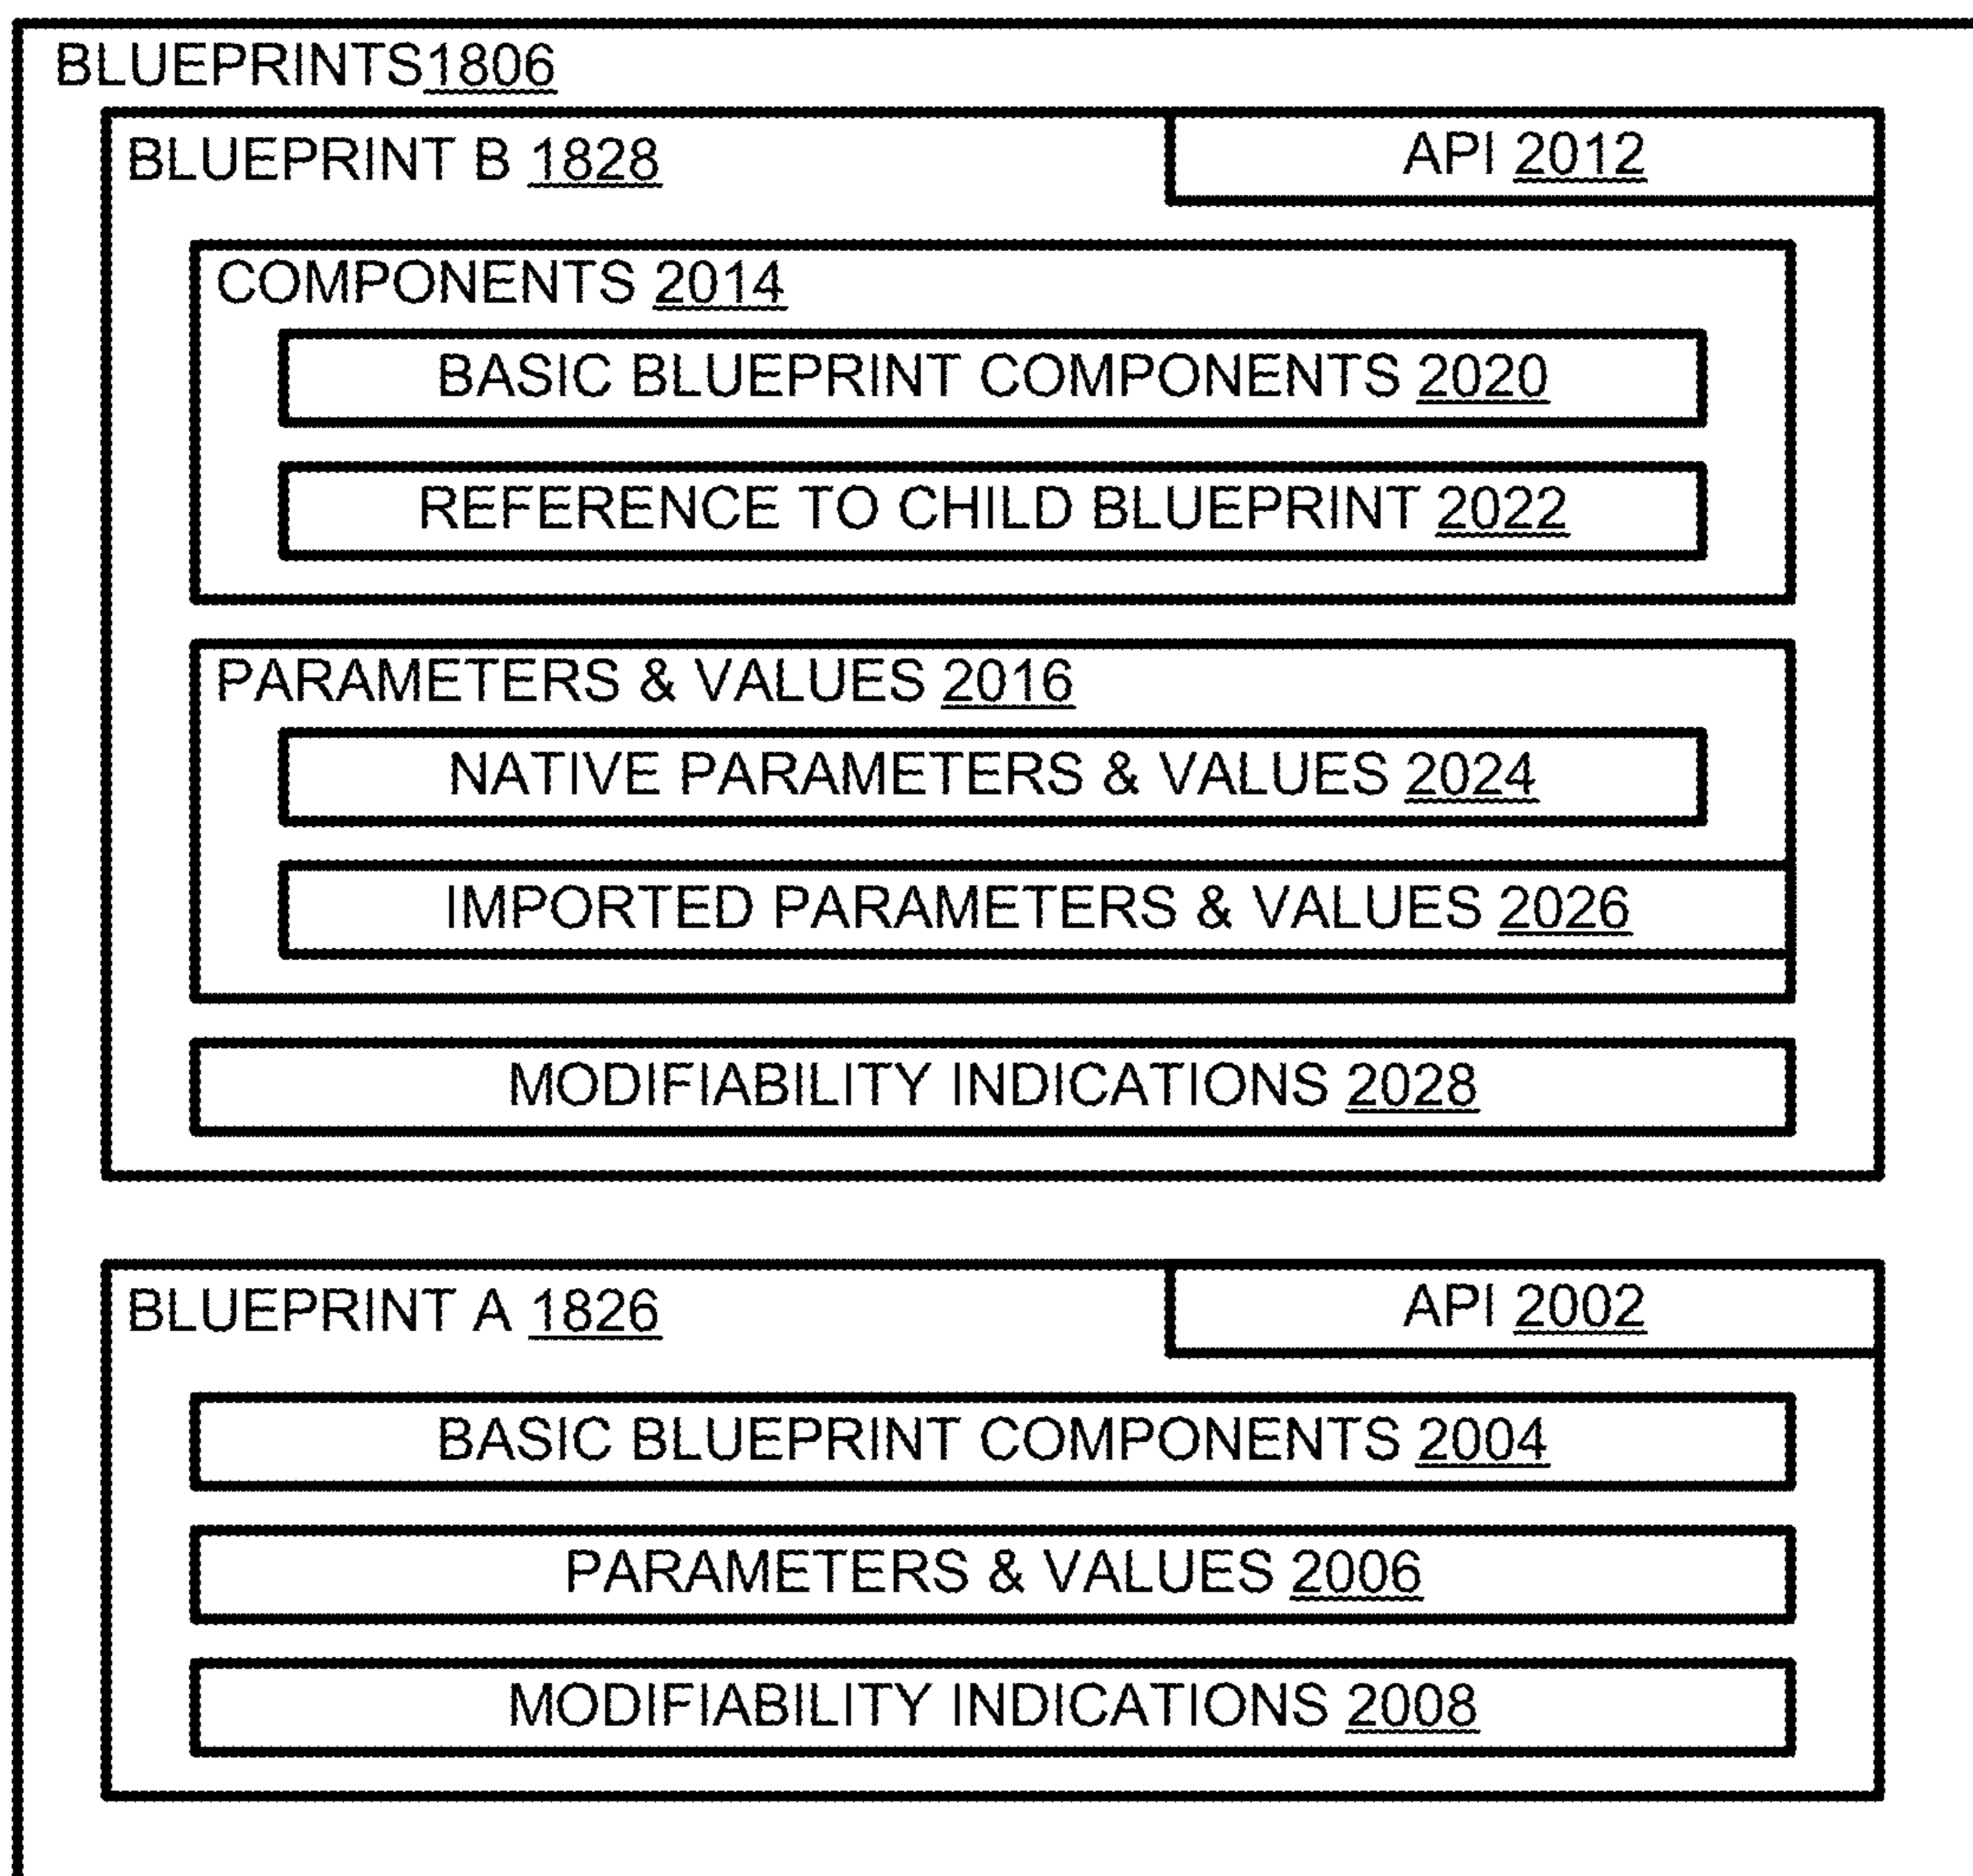 BLUEPRINTS1806
BLUEPRINT B 1828
API 2012
COMPONENTS 2014
BASIC BLUEPRINT COMPONENTS 2020
REFERENCE TO CHILD BLUEPRINT 2022
PARAMETERS & VALUES 2016
NATIVE PARAMETERS & VALUES 2024
IMPORTED PARAMETERS & VALUES 2026
MODIFIABILITY INDICATIONS 2028
BLUEPRINT A 1826
API 2002
BASIC BLUEPRINT COMPONENTS 2004
PARAMETERS & VALUES 2006
MODIFIABILITY INDICATIONS 2008